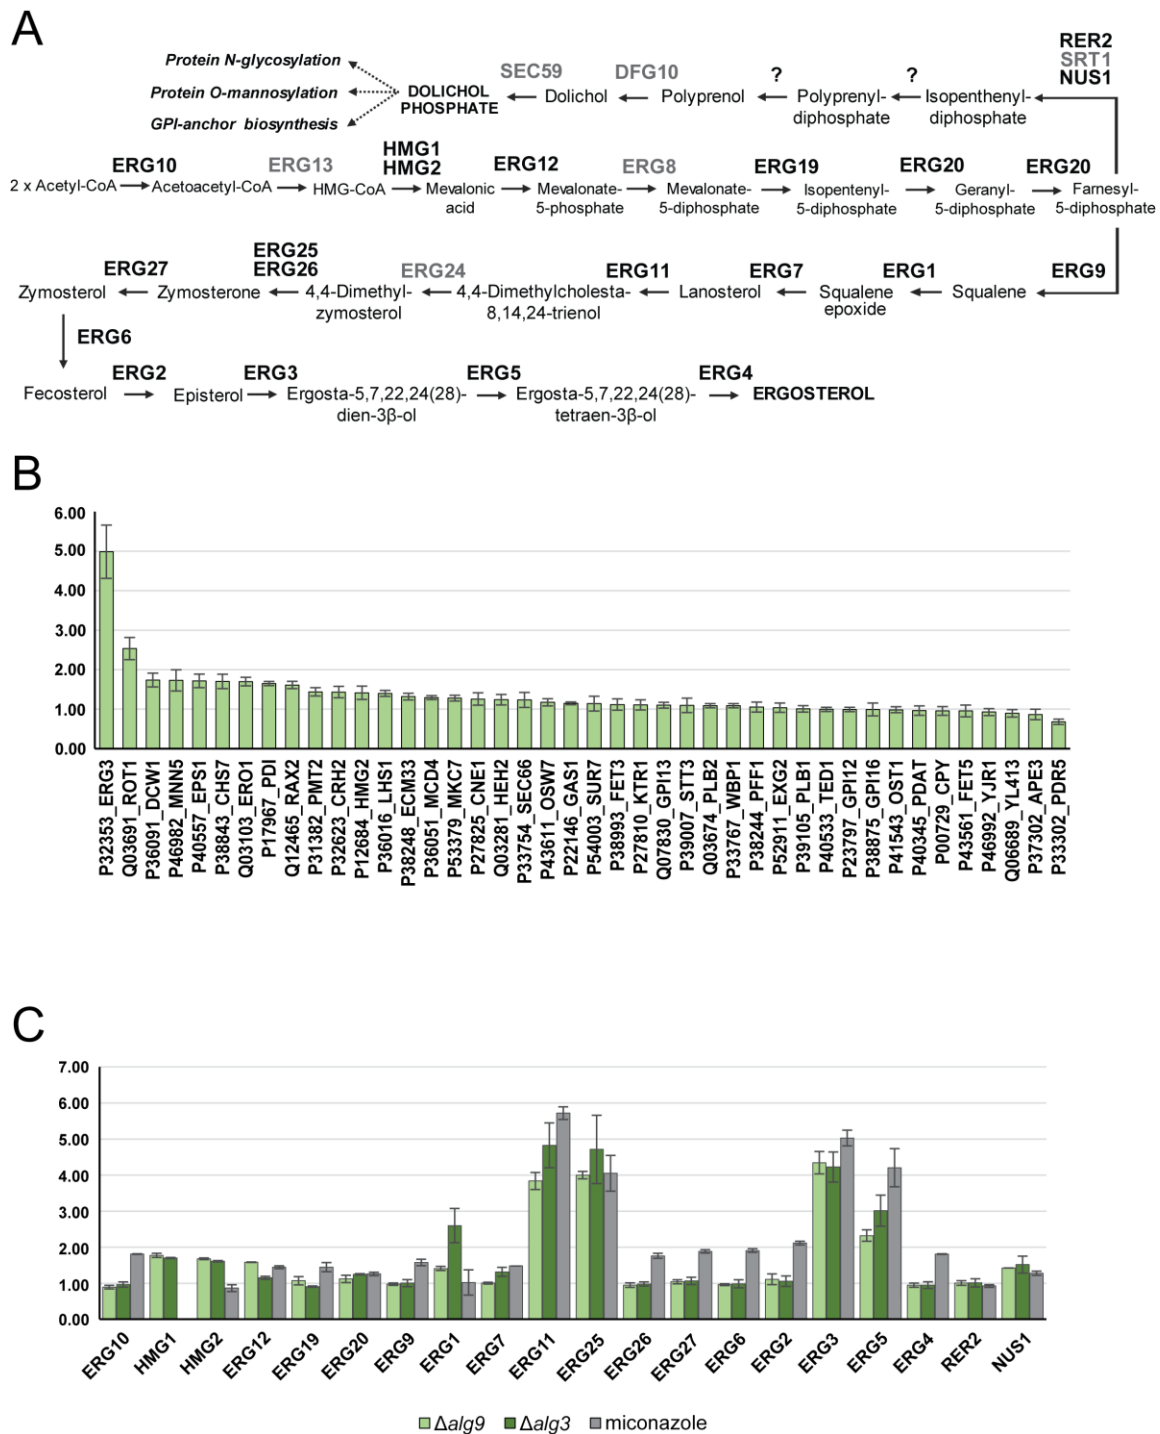 A
Protein N-glycosylation
Protein O-mannosylation
GPI-anchor biosynthesis
DOLICHOL
PHOSPHATE
SEC59
Dolichol
DFG10
Polyprenol
?
Polyprenyl-
diphosphate
?
Isopenthenyl-
diphosphate
RER2
SRT1
NUS1
2 x Acetyl-CoA
ERG10
Acetoacetyl-CoA
ERG13
HMG-CoA
HMG1
HMG2
Mevalonic
acid
ERG12
Mevalonate-
5-phosphate
ERG8
Mevalonate-
5-diphosphate
ERG19
Isopentenyl-
5-diphosphate
ERG20
Geranyl-
5-diphosphate
ERG20
Farnesyl-
5-diphosphate
ERG9
Squalene
ERG1
Squalene
epoxide
ERG7
Lanosterol
ERG11
4,4-Dimethylcholesta-
8,14,24-trienol
ERG24
4,4-Dimethyl-
zymosterol
ERG25
ERG26
Zymosterone
ERG27
Zymosterol
ERG6
Fecosterol
ERG2
Episterol
ERG3
Ergosta-5,7,22,24(28)-
dien-3β-ol
ERG5
Ergosta-5,7,22,24(28)-
tetraen-3β-ol
ERG4
ERGOSTEROL
B
6.00
5.00
4.00
3.00
2.00
1.00
0.00
P32353_ERG3
Q03691_ROT1
P36091_DCW1
P46982_MNN5
P40557_EPS1
P38843_CHS7
Q03103_ERO1
P17967_PDI
Q12465_RAX2
P31382_PMT2
P32623_CRH2
P12684_HMG2
P36016_LHS1
P38248_ECM33
P36051_MCD4
P53379_MKC7
P27825_CNE1
Q03281_HEH2
P33754_SEC66
P43611_OSW7
P22146_GAS1
P54003_SUR7
P38993_FET3
P27810_KTR1
Q07830_GPI13
P39007_STT3
Q03674_PLB2
P33767_WBP1
P38244_PFF1
P52911_EXG2
P39105_PLB1
P40533_TED1
P23797_GPI12
P38875_GPI16
P41543_OST1
P40345_PDAT
P00729_CPY
P43561_FET5
P46992_YJR1
Q06689_YL413
P37302_APE3
P33302_PDR5
C
7.00
6.00
5.00
4.00
3.00
2.00
1.00
0.00
ERG10
HMG1
HMG2
ERG12
ERG19
ERG20
ERG9
ERG1
ERG7
ERG11
ERG25
ERG26
ERG27
ERG6
ERG2
ERG3
ERG5
ERG4
RER2
NUS1
Δalg9 Δalg3 miconazole